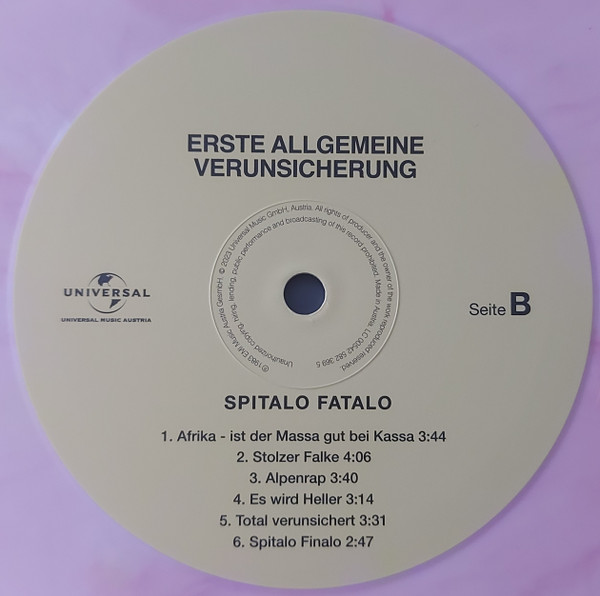 ERSTE ALLGEMEINE
VERUNSICHERUNG
℗1983 EMI Music Austria GesmbH. © 2023 Universal Music GmbH, Austria. All rights of producer and the owner of the work reproduced reserved.
Unauthorized copying, hiring, lending, public performance and broadcasting of this record prohibited. Made in Austria. LC 00542 582 369 5
UNIVERSAL
UNIVERSAL MUSIC AUSTRIA
Seite B
SPITALO FATALO
1. Afrika - ist der Massa gut bei Kassa 3:44
2. Stolzer Falke 4:06
3. Alpenrap 3:40
4. Es wird Heller 3:14
5. Total verunsichert 3:31
6. Spitalo Finalo 2:47